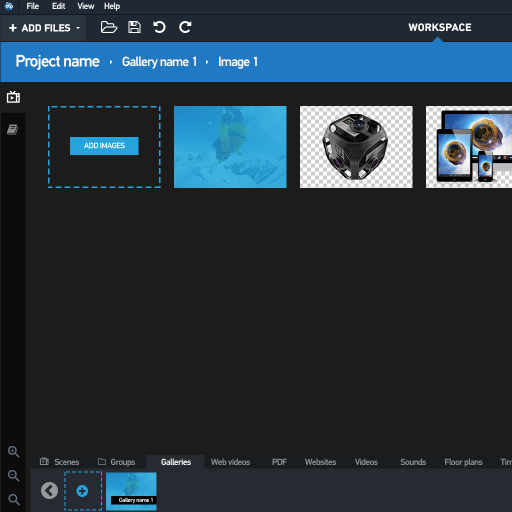 File Edit View Help
+ ADD FILES
WORKSPACE
Project name Gallery name 1 Image 1
ADD IMAGES
Scenes Groups Galleries Web videos PDF Websites Videos Sounds Floor plans
Gallery name 1